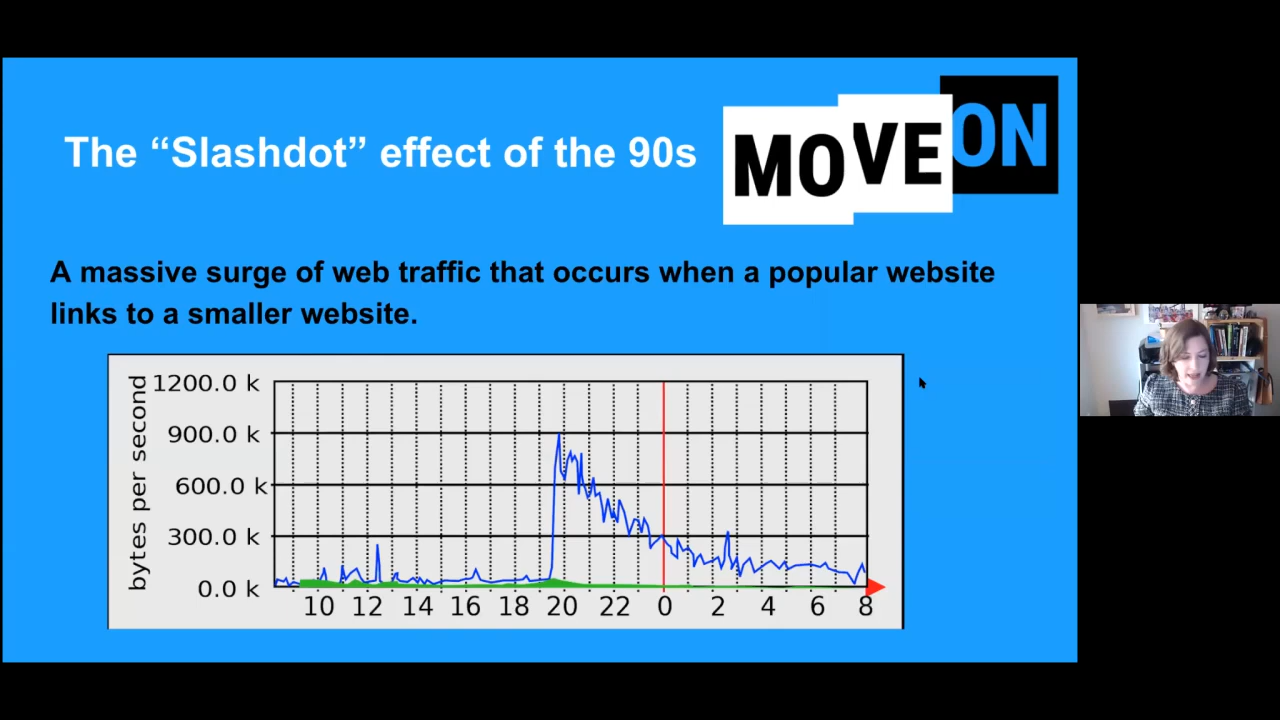 The “Slashdot” effect of the 90s
MOVEON
A massive surge of web traffic that occurs when a popular website
links to a smaller website.
bytes per second
1200.0 k
900.0 k
600.0 k
300.0 k
0.0 k
10 12 14 16 18 20 22 0 2 4 6 8